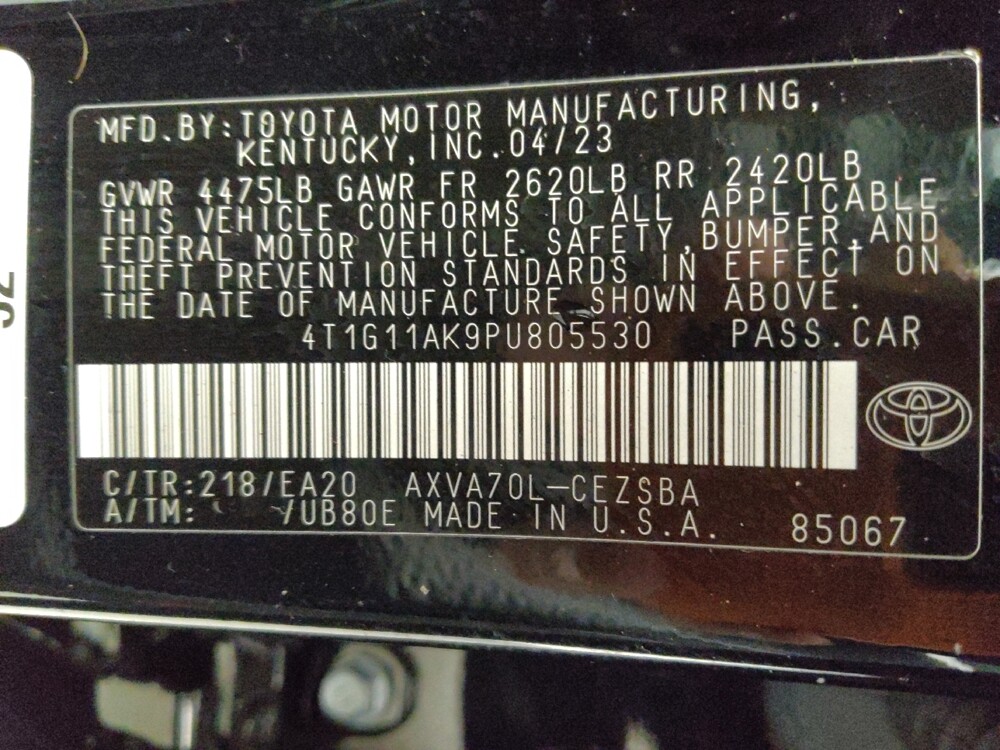 MFD.BY:TOYOTA MOTOR MANUFACTURING,
KENTUCKY,INC.04/23
GVWR 4475LB GAWR FR 2620LB RR 2420LB
THIS VEHICLE CONFORMS TO ALL APPLICABLE
FEDERAL MOTOR VEHICLE SAFETY,BUMPER,AND
THEFT PREVENTION STANDARDS IN EFFECT ON
THE DATE OF MANUFACTURE SHOWN ABOVE.
4T1G11AK9PU805530 PASS.CAR
C/TR:218/EA20 AXVA70L-CEZSBA
A/TM: /UB80E MADE IN U.S.A. 85067